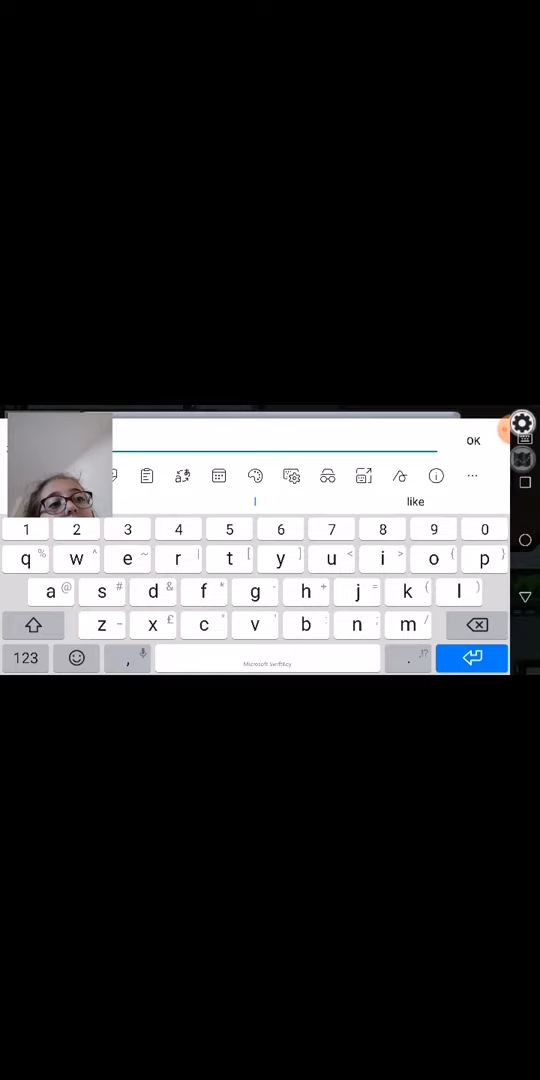 OK
I like
1 2 3 4 5 6 7 8 9 0
q % w ^ e ~ r | t [ y ] u < i > o { p }
a @ s # d & f * g - h + j = k ( l )
z _ x £ c " v ' b : n ; m /
123 , . ,!?
Microsoft SwiftKey